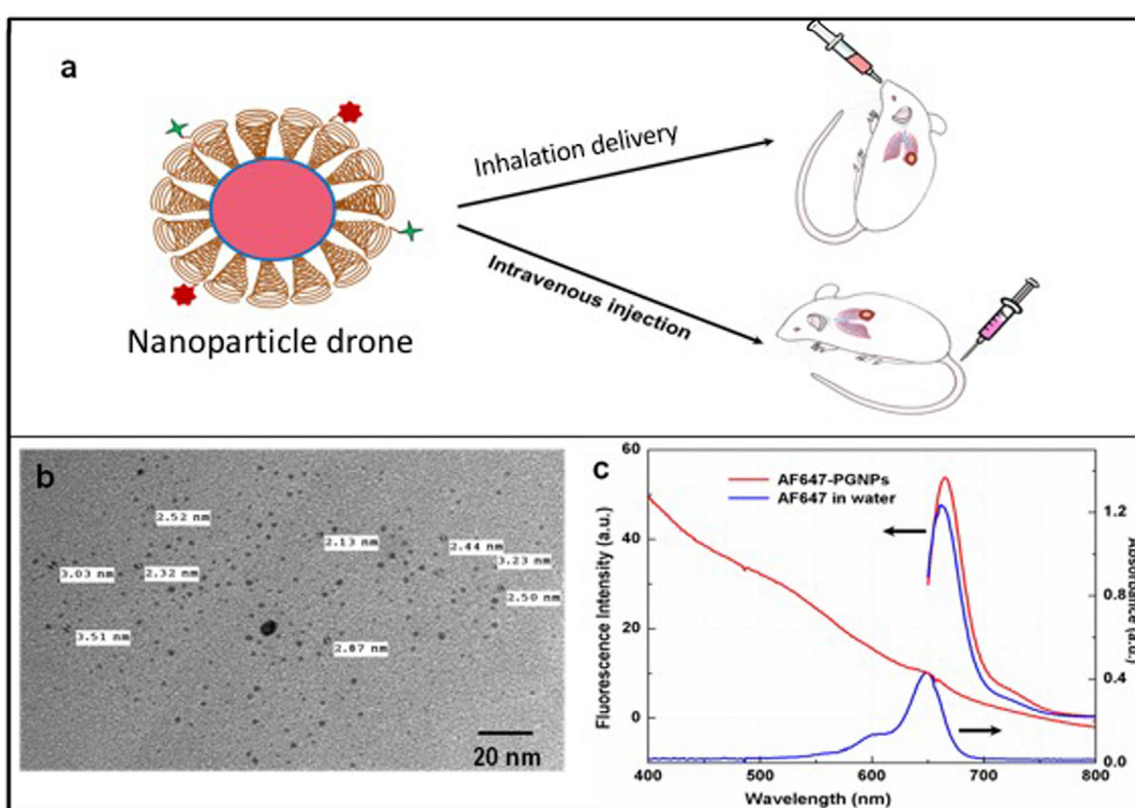 a
Inhalation delivery
Intravenous injection
Nanoparticle drone
b
2.52 nm
2.13 nm
2.44 nm
3.23 nm
3.03 nm
2.32 nm
2.50 nm
3.51 nm
2.87 nm
20 nm
c
60
40
20
0
Fluorescence Intensity (a.u.)
AF647-PGNPs
AF647 in water
1.2
0.8
0.4
0.0
Absorbance (a.u.)
400
500
600
700
800
Wavelength (nm)